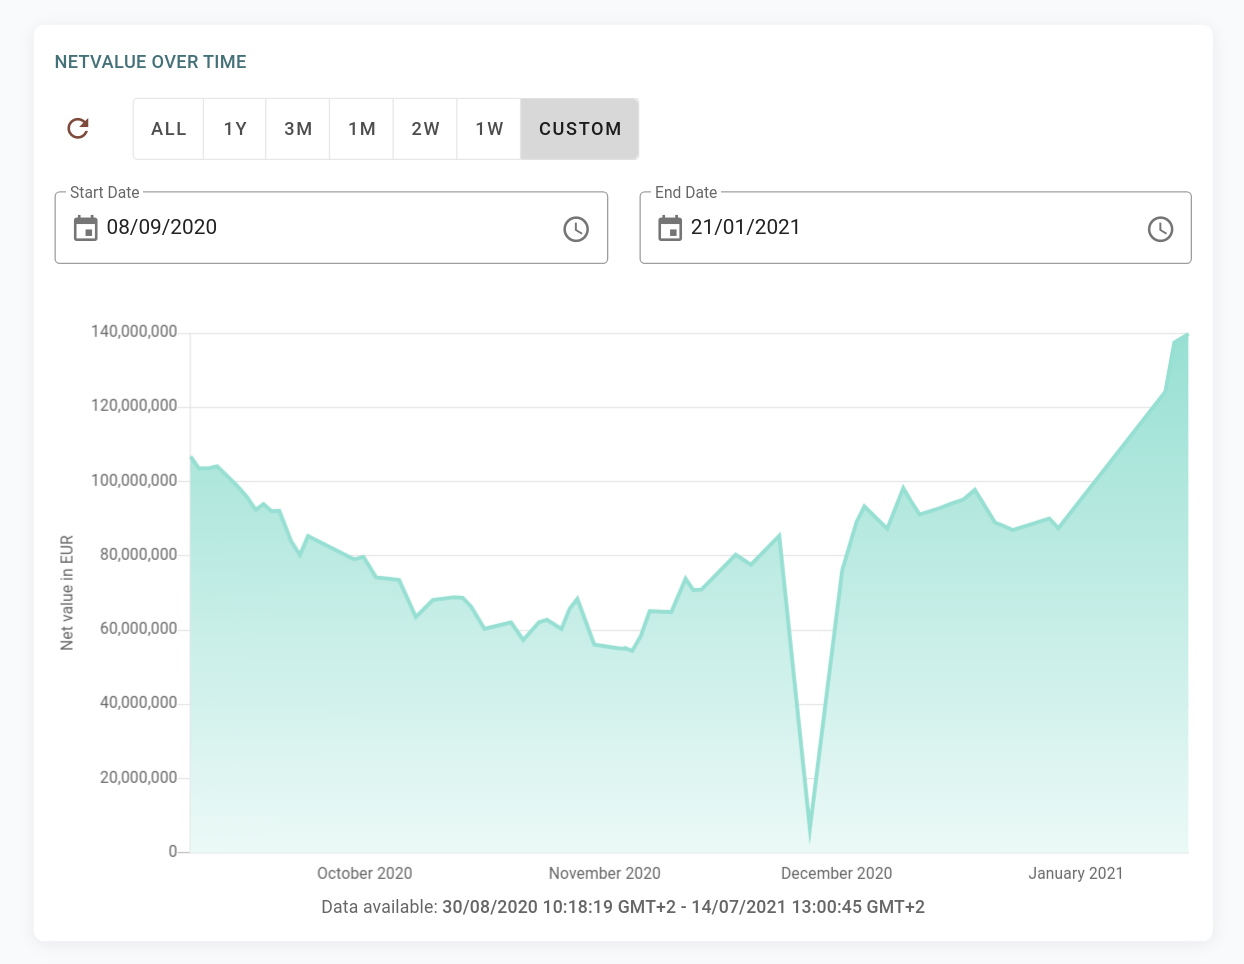 NETVALUE OVER TIME
ALL 1Y 3M 1M 2W 1W CUSTOM
Start Date End Date
08/09/2020 21/01/2021
140,000,000
120,000,000
100,000,000
80,000,000
60,000,000
40,000,000
20,000,000
0
Net value in EUR
October 2020 November 2020 December 2020 January 2021
Data available: 30/08/2020 10:18:19 GMT+2 - 14/07/2021 13:00:45 GMT+2